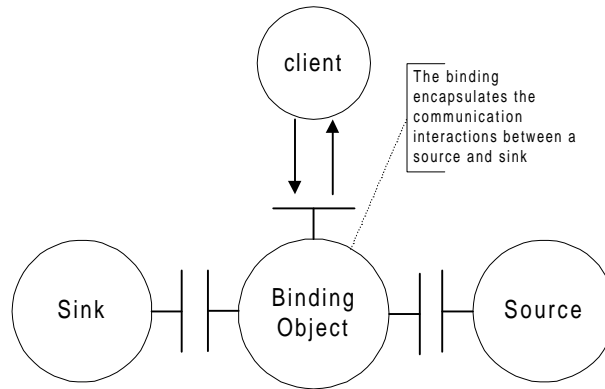 client
The binding
encapsulates the
communication
interactions between a
source and sink
Sink
Binding
Object
Source